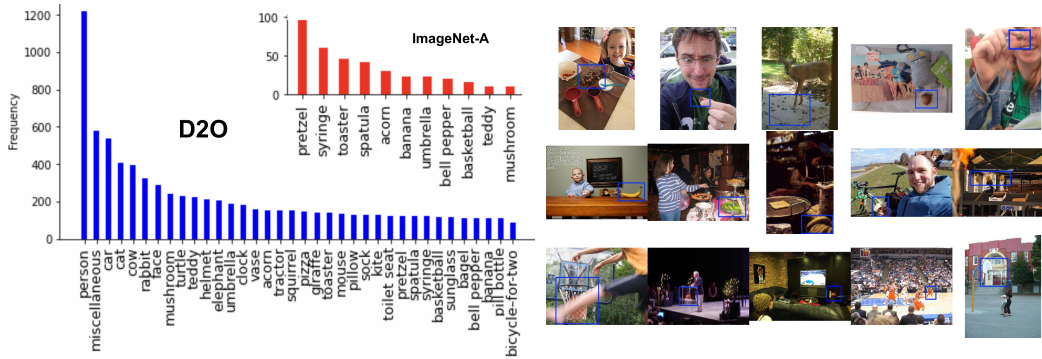 1200
1000
800
600
400
200
0
Frequency
D2O
person
miscellaneous
car
cat
cow
rabbit
face
mushroom
turtle
teddy
helmet
elephant
umbrella
clock
vase
acorn
tractor
squirrel
pizza
giraffe
toaster
mouse
pillow
sock
kite
toilet seat
pretzel
spatula
syringe
basketball
sunglass
bagel
bell pepper
banana
pill bottle
bicycle-for-two
100
50
0
ImageNet-A
pretzel
syringe
toaster
spatula
acorn
banana
umbrella
bell pepper
basketball
teddy
mushroom